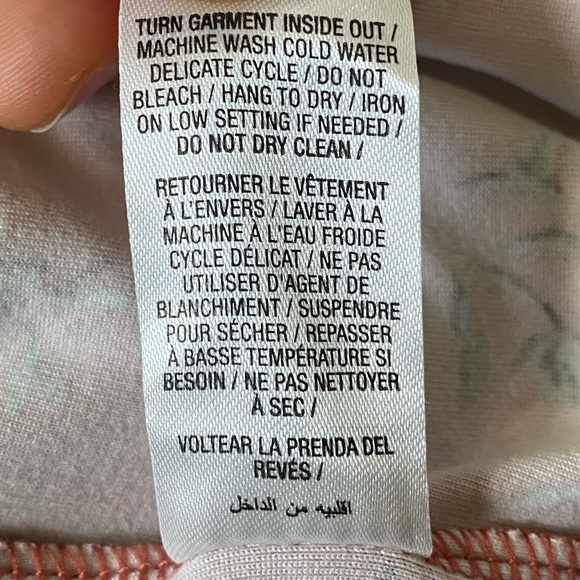 TURN GARMENT INSIDE OUT /
MACHINE WASH COLD WATER
DELICATE CYCLE / DO NOT
BLEACH / HANG TO DRY / IRON
ON LOW SETTING IF NEEDED /
DO NOT DRY CLEAN /
RETOURNER LE VÊTEMENT
À L'ENVERS / LAVER À LA
MACHINE À L'EAU FROIDE
CYCLE DÉLICAT / NE PAS
UTILISER D'AGENT DE
BLANCHIMENT / SUSPENDRE
POUR SÉCHER / REPASSER
À BASSE TEMPÉRATURE SI
BESOIN / NE PAS NETTOYER
À SEC /
VOLTEAR LA PRENDA DEL
REVÉS /
اقلبيه من الداخل